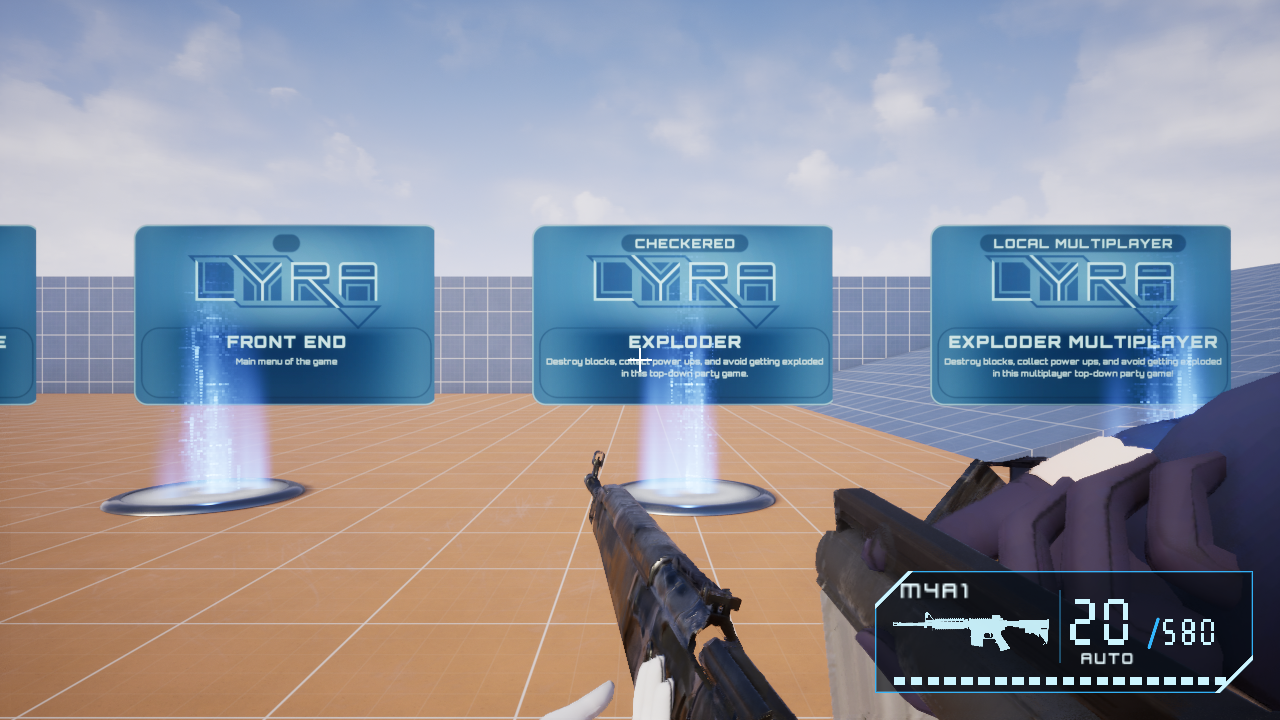 E
LYRA
FRONT END
Main menu of the game
CHECKERED
LYRA
EXPLODER
Destroy blocks, collect power ups, and avoid getting exploded
in this top-down party game.
LOCAL MULTIPLAYER
LYRA
EXPLODER MULTIPLAYER
Destroy blocks, collect power ups, and avoid getting exploded
in this multiplayer top-down party game!
M4A1
20 /580
AUTO